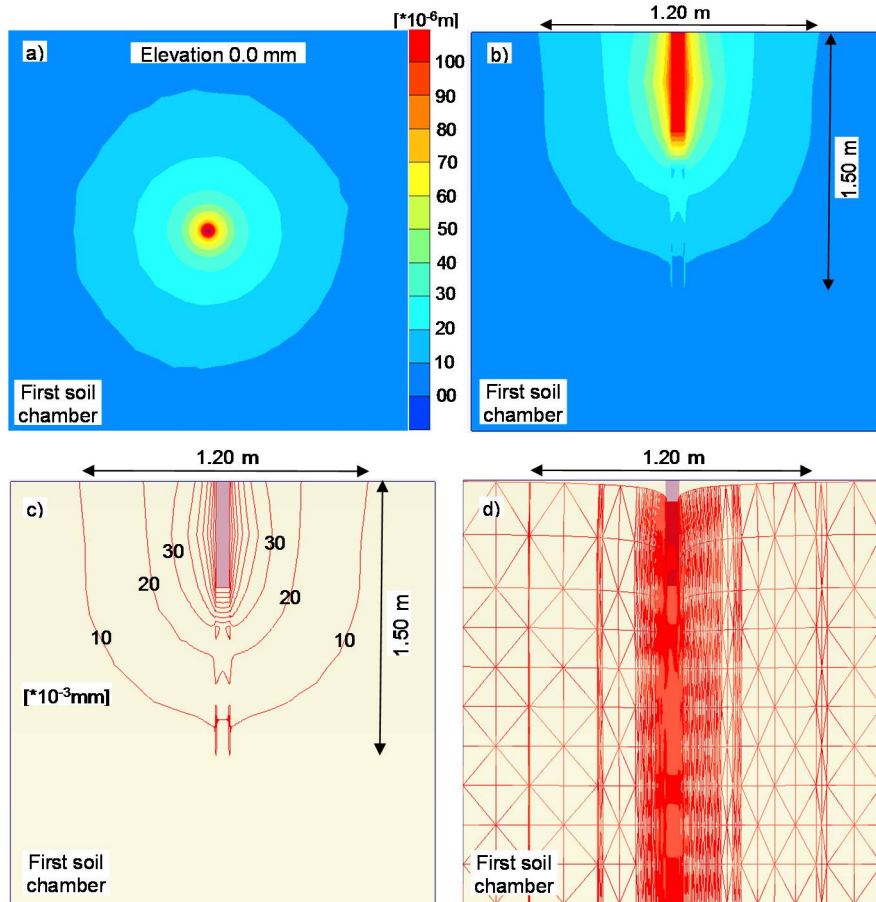 [*10-6m]
1.20 m
a)
Elevation 0.0 mm
b)
100
90
80
70
60
50
40
30
20
10
00
1.50 m
First soil
chamber
First soil
chamber
1.20 m
1.20 m
c)
d)
30
30
20
20
10
10
1.50 m
[*10-3mm]
First soil
chamber
First soil
chamber